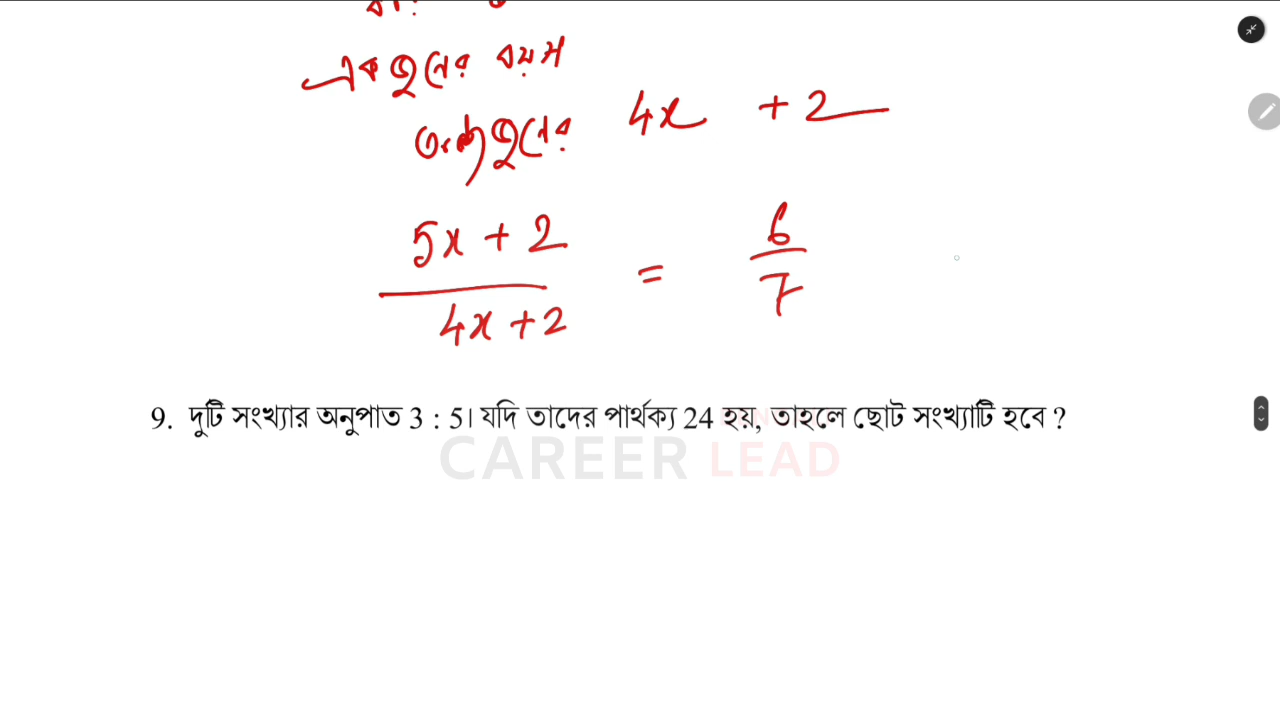 একজনের বয়স
অন্যজনের 4x + 2
5x + 2 / 4x + 2 = 6 / 7
9. দুটি সংখ্যার অনুপাত 3 : 5। যদি তাদের পার্থক্য 24 হয়, তাহলে ছোট সংখ্যাটি হবে ?
CAREER LEAD